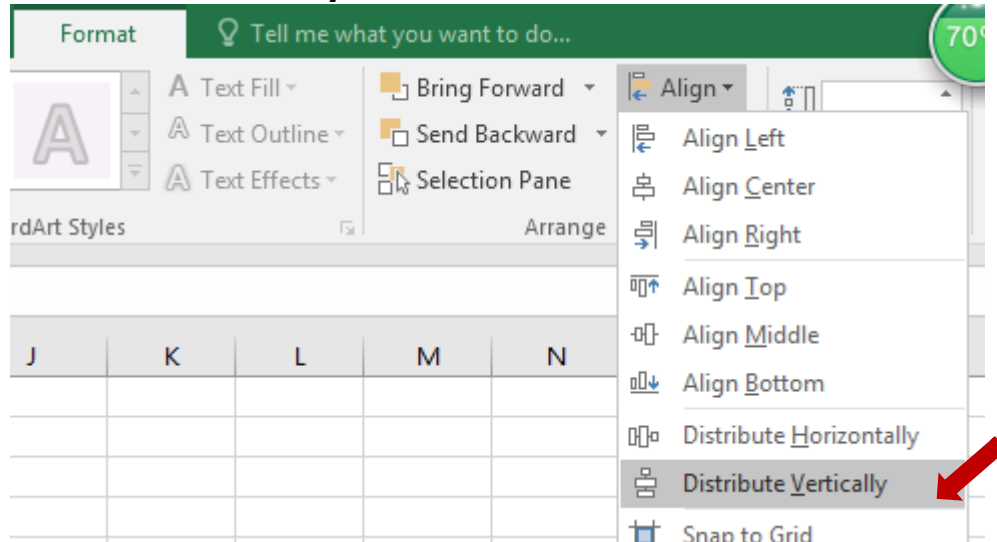 Format
Tell me what you want to do...
70%
A Text Fill
Bring Forward
Align
A Text Outline
Send Backward
Align Left
A Text Effects
Selection Pane
Align Center
rdArt Styles
Arrange
Align Right
Align Top
J K L M N
Align Middle
Align Bottom
Distribute Horizontally
Distribute Vertically
Snap to Grid